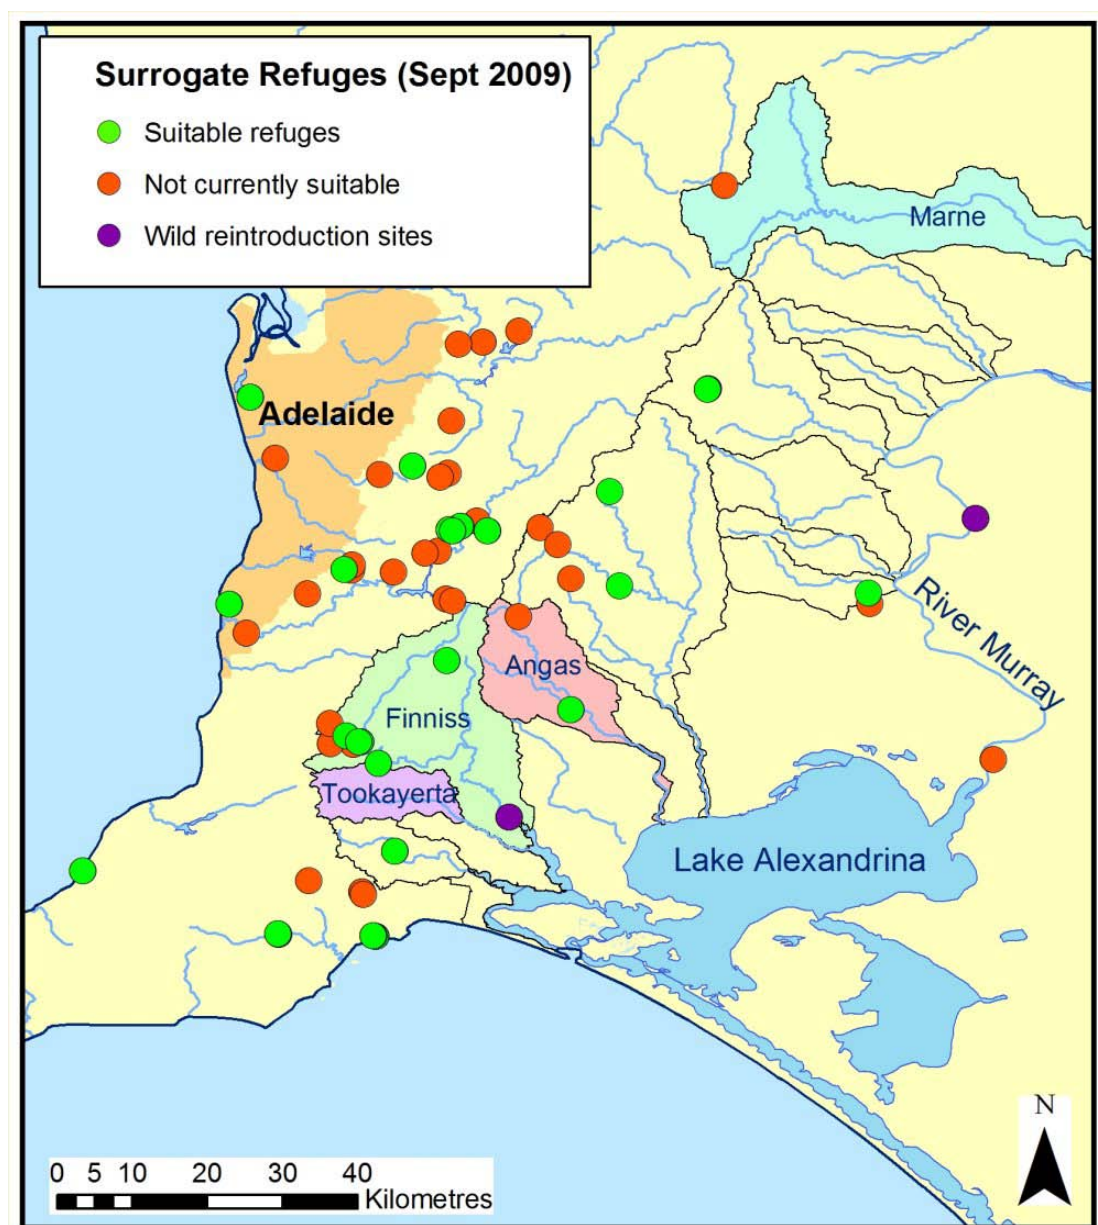 Surrogate Refuges (Sept 2009)
Suitable refuges
Not currently suitable
Wild reintroduction sites
Marne
Adelaide
River Murray
Angas
Finniss
Tookayerta
Lake Alexandrina
N
0 5 10 20 30 40
Kilometres